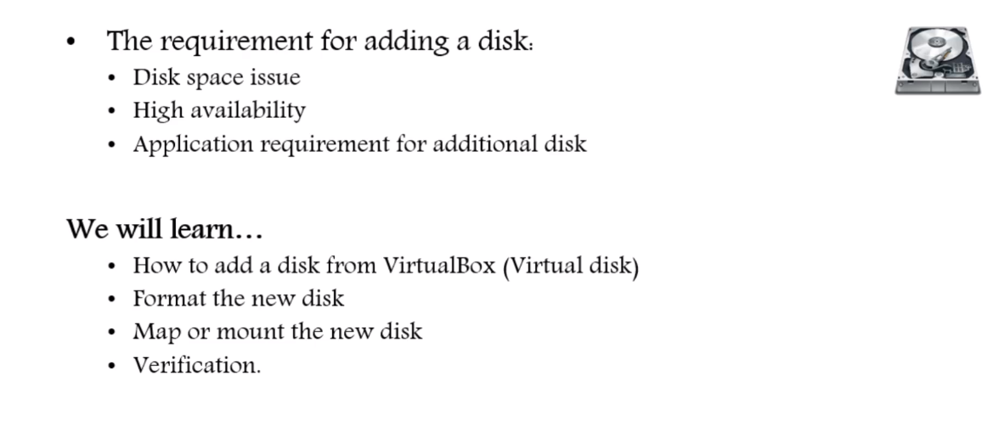 • The requirement for adding a disk:
• Disk space issue
• High availability
• Application requirement for additional disk
We will learn…
• How to add a disk from VirtualBox (Virtual disk)
• Format the new disk
• Map or mount the new disk
• Verification.